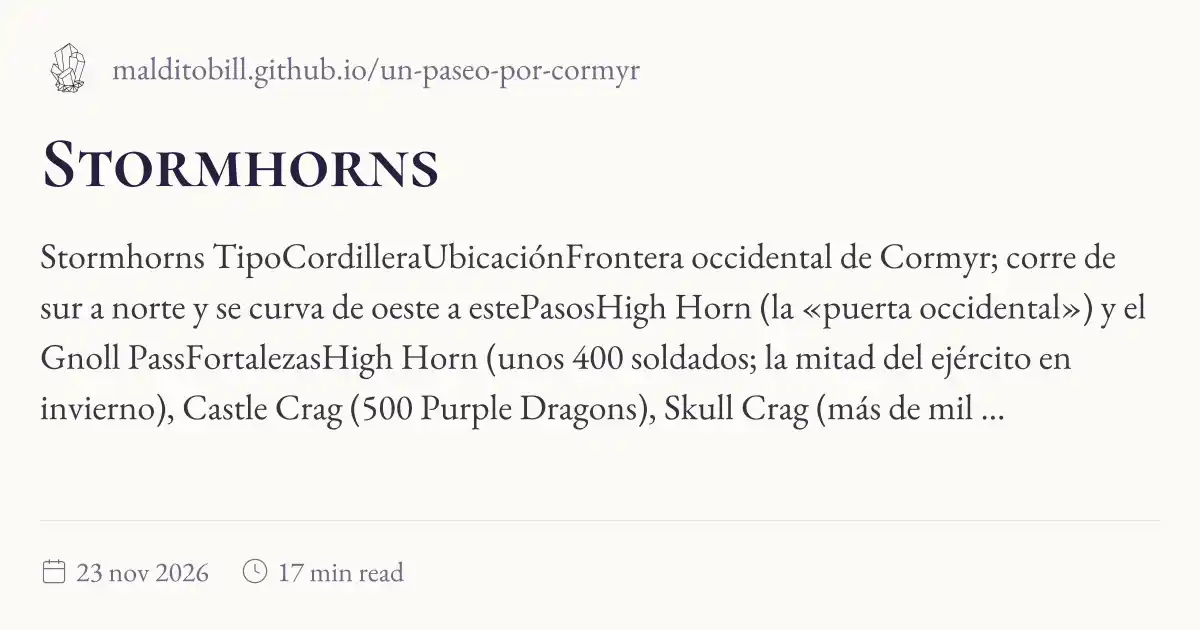 malditobill.github.io/un-paseo-por-cormyr
Stormhorns
Stormhorns TipoCordilleraUbicaciónFrontera occidental de Cormyr; corre de
sur a norte y se curva de oeste a estePasosHigh Horn (la «puerta occidental») y el
Gnoll PassFortalezasHigh Horn (unos 400 soldados; la mitad del ejército en
invierno), Castle Crag (500 Purple Dragons), Skull Crag (más de mil ...
23 nov 2026 17 min read